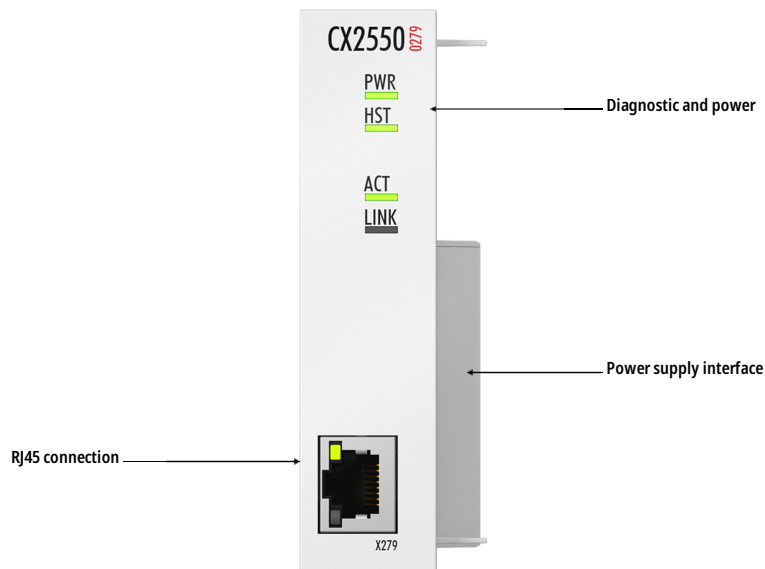 CX2550 0279
PWR
Diagnostic and power
HST
ACT
LINK
Power supply interface
RJ45 connection
X279